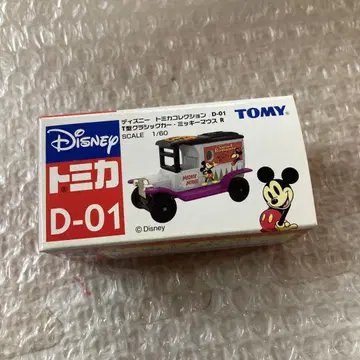 ディズニー トミカコレクション D-01
T型クラシックカー・ミッキーマウス R
SCALE 1/60
TOMY
Disney
トミカ
D-01
© Disney